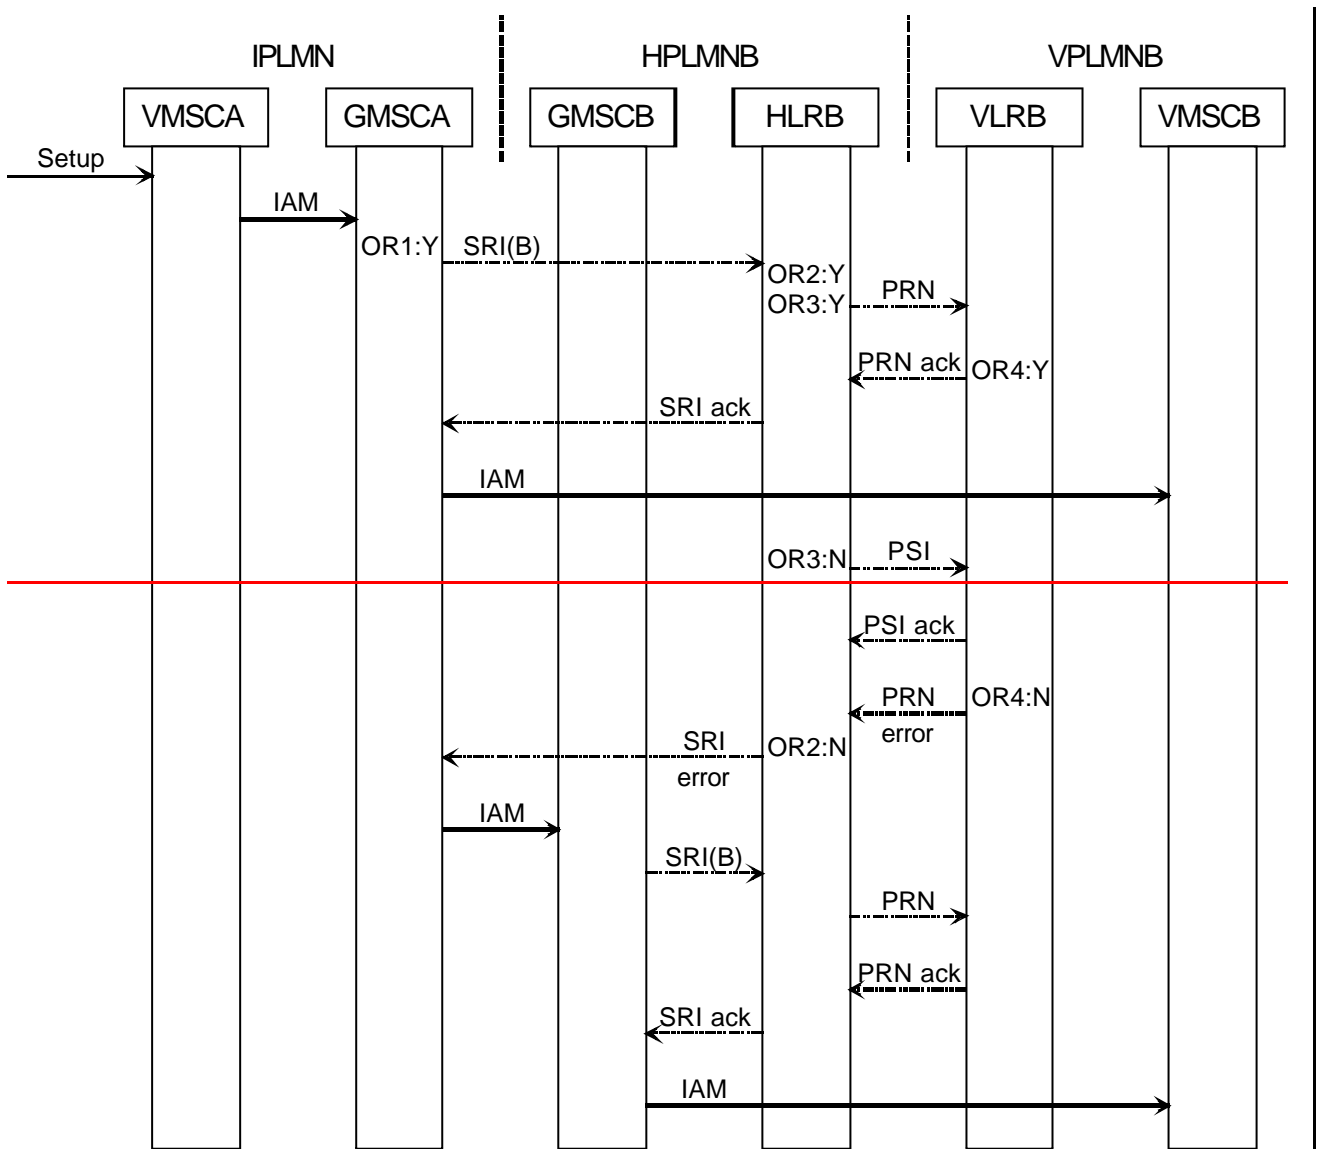 IPLMN HPLMNB VPLMNB
VMSCA GMSCA GMSCB HLRB VLRB VMSCB
Setup
IAM
OR1:Y SRI(B)
OR2:Y
OR3:Y PRN
PRN ack OR4:Y
SRI ack
IAM
OR3:N PSI
PSI ack
PRN OR4:N
error
SRI OR2:N
error
IAM
SRI(B)
PRN
PRN ack
SRI ack
IAM